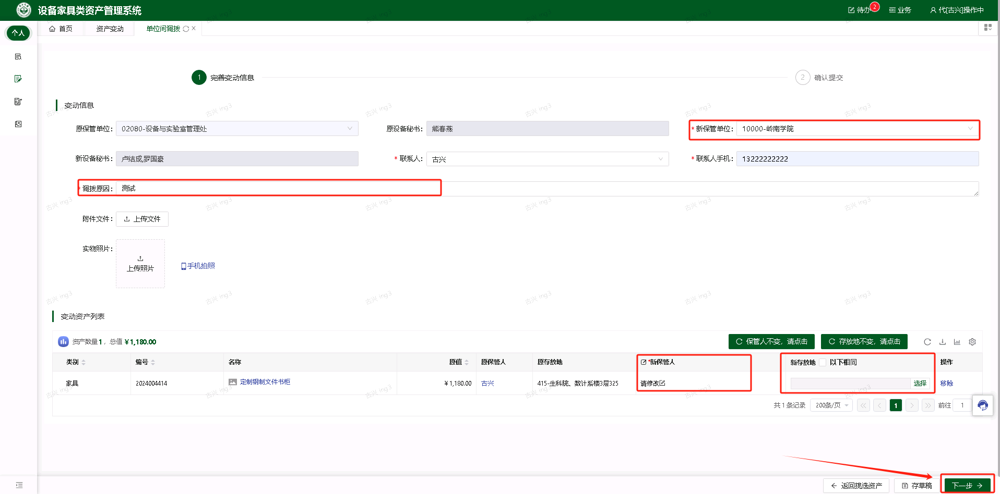 设备家具类资产管理系统
待办 2
业务
代[古兴]操作中
个人
首页
资产变动
单位间调拨
1 完善变动信息
2 确认提交
变动信息
原保管单位: 02080-设备与实验室管理处
原设备秘书: 熊春燕
*新保管单位: 10000-岭南学院
新设备秘书: 卢结成,罗国豪
*联系人: 古兴
*联系人手机: 13222222222
*调拨原因: 测试
附件文件: 上传文件
实物照片: 上传照片
手机拍照
变动资产列表
资产数量1, 总值 ¥1,180.00
保管人不变, 请点击
存放地不变, 请点击
类别 编号 名称 原值 原保管人 原存放地 *新保管人 新存放地 以下相同 操作
家具 2024004414 定制钢制文件书柜 ¥1,180.00 古兴 415-生科院、数计系楼3层325 请修改 选择 移除
共1条记录 200条/页 1 前往 1
返回挑选资产
存草稿
下一步
古兴 ing3